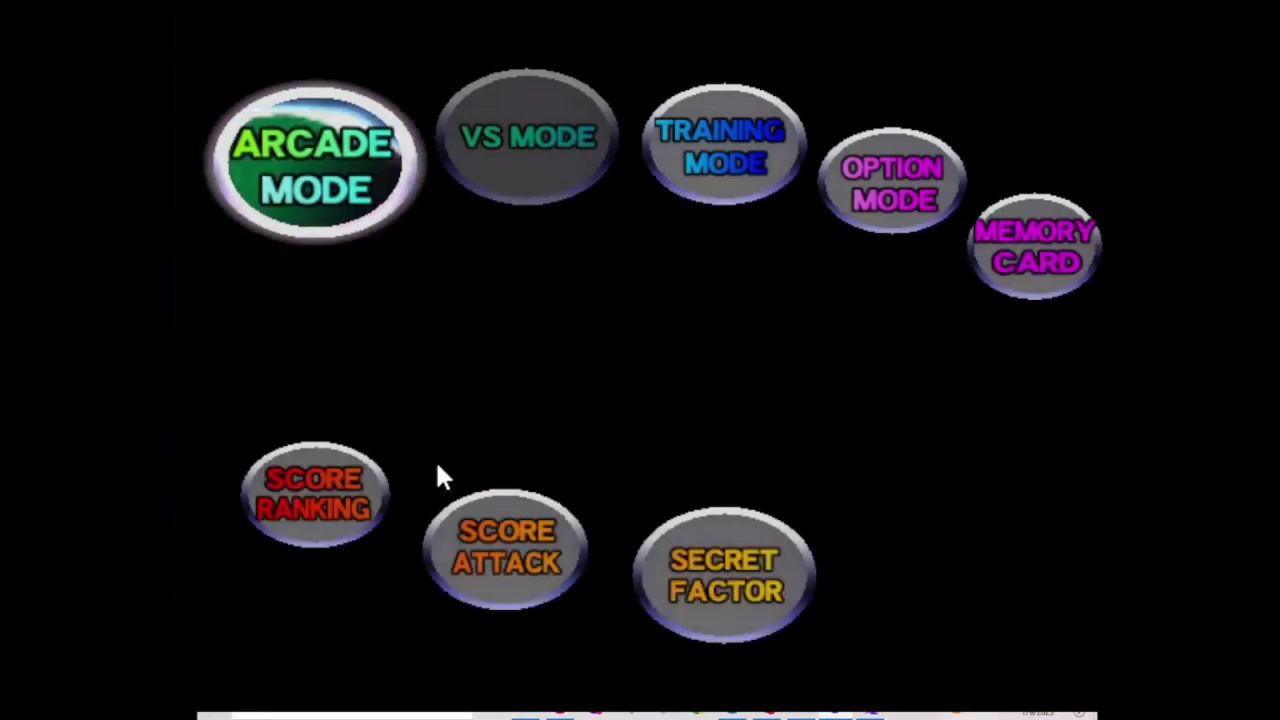 ARCADE
MODE
VS MODE
TRAINING
MODE
OPTION
MODE
MEMORY
CARD
SCORE
RANKING
SCORE
ATTACK
SECRET
FACTOR